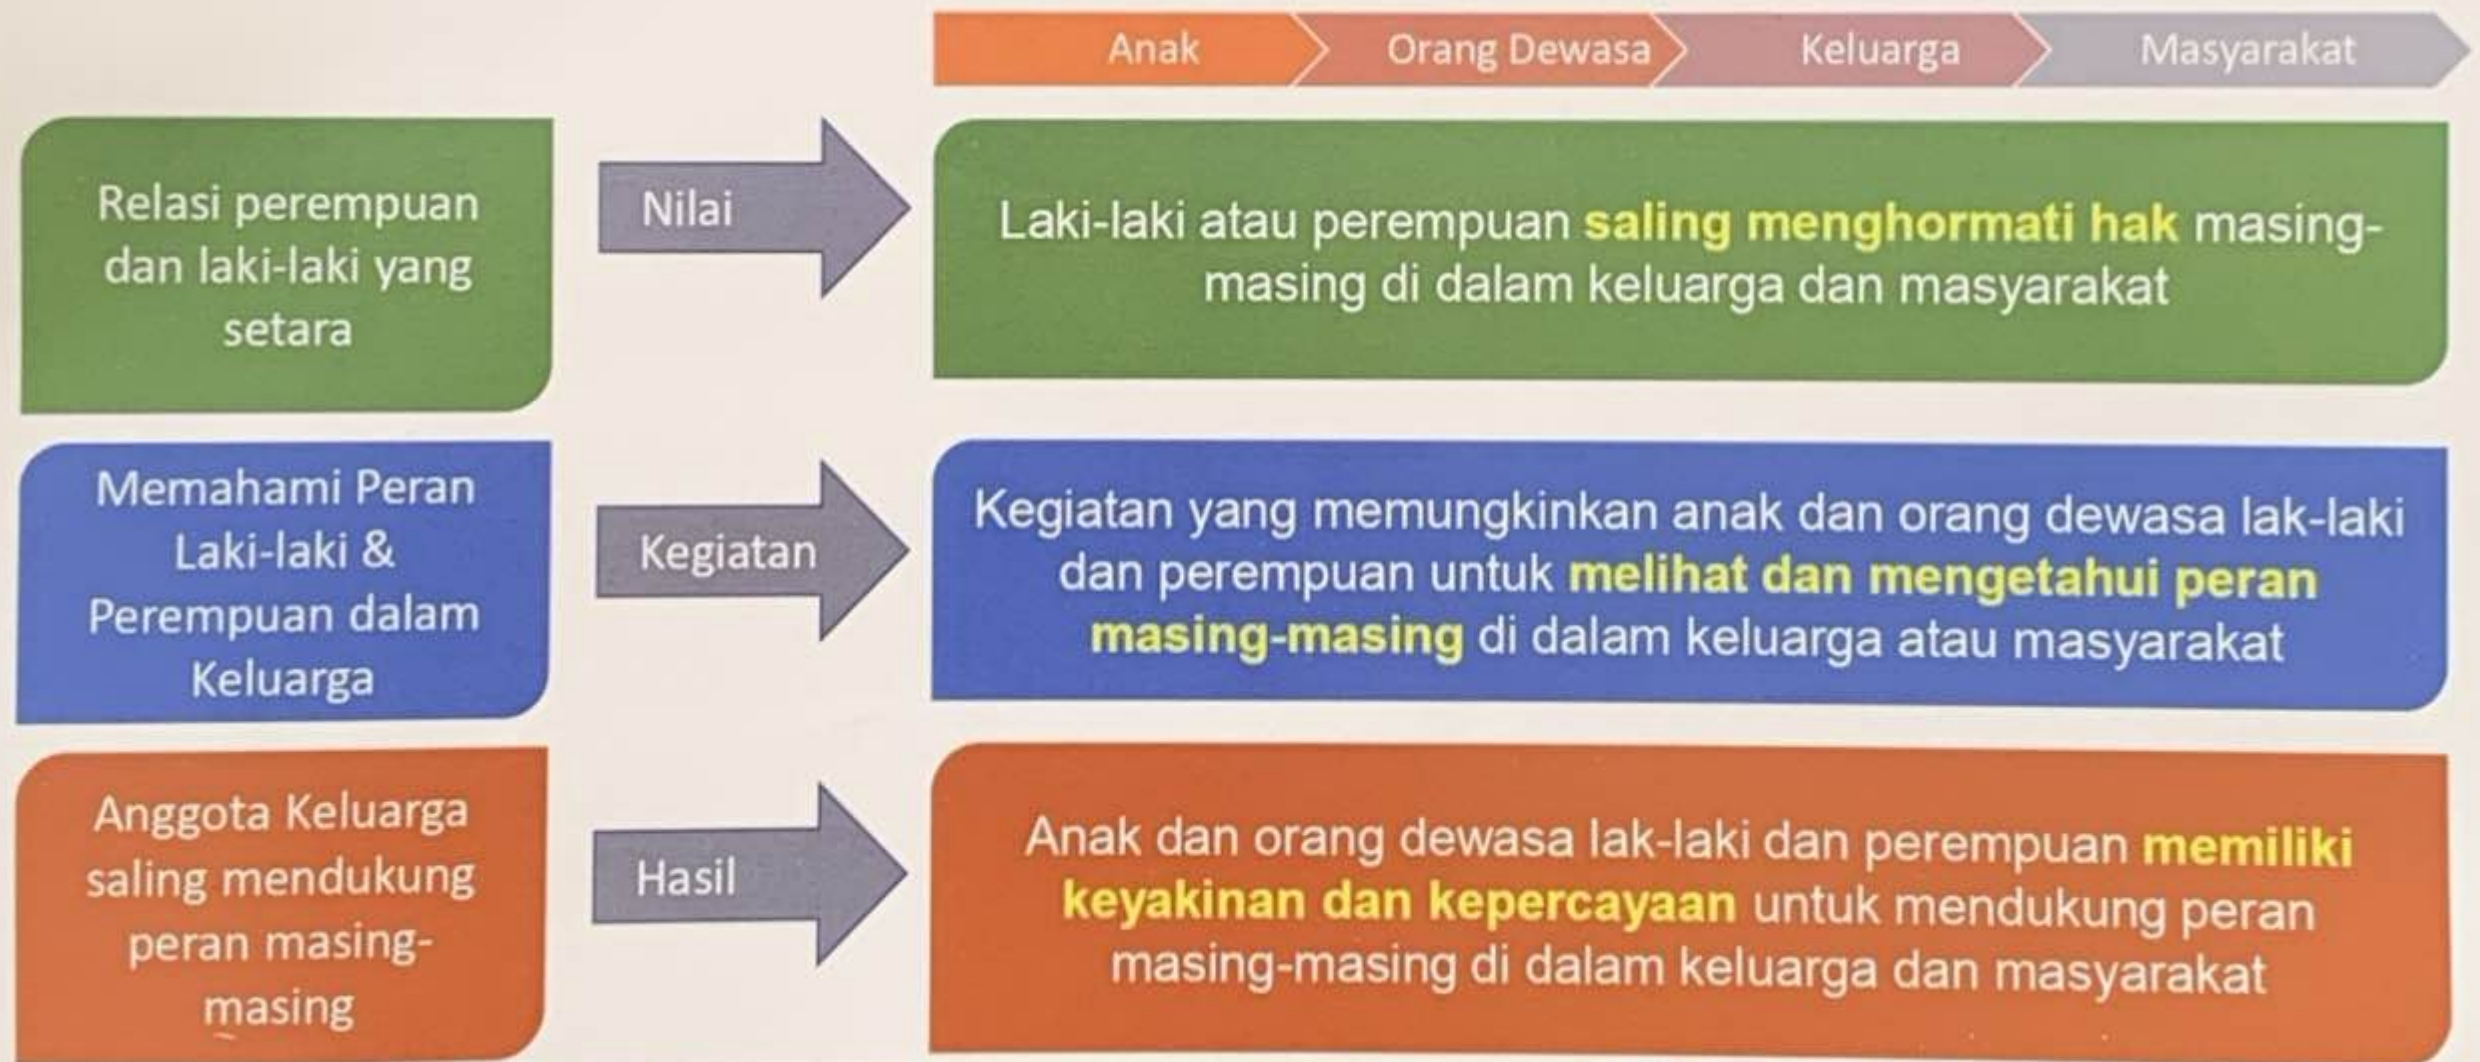 Anak
Orang Dewasa
Keluarga
Masyarakat
Relasi perempuan
dan laki-laki yang
setara
Nilai
Laki-laki atau perempuan saling menghormati hak masing-
masing di dalam keluarga dan masyarakat
Memahami Peran
Laki-laki &
Perempuan dalam
Keluarga
Kegiatan
Kegiatan yang memungkinkan anak dan orang dewasa lak-laki
dan perempuan untuk melihat dan mengetahui peran
masing-masing di dalam keluarga atau masyarakat
Anggota Keluarga
saling mendukung
peran masing-
masing
Hasil
Anak dan orang dewasa lak-laki dan perempuan memiliki
keyakinan dan kepercayaan untuk mendukung peran
masing-masing di dalam keluarga dan masyarakat